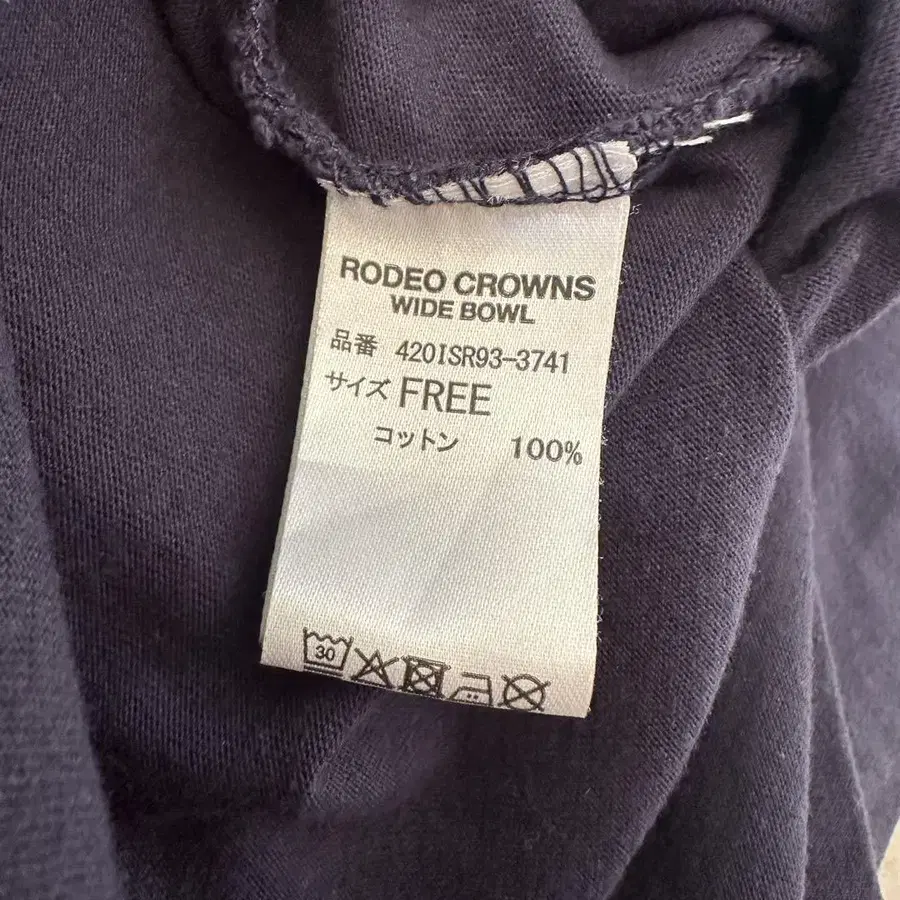 RODEO CROWNS
WIDE BOWL
品番 420ISR93-3741
サイズ FREE
コットン 100%
30